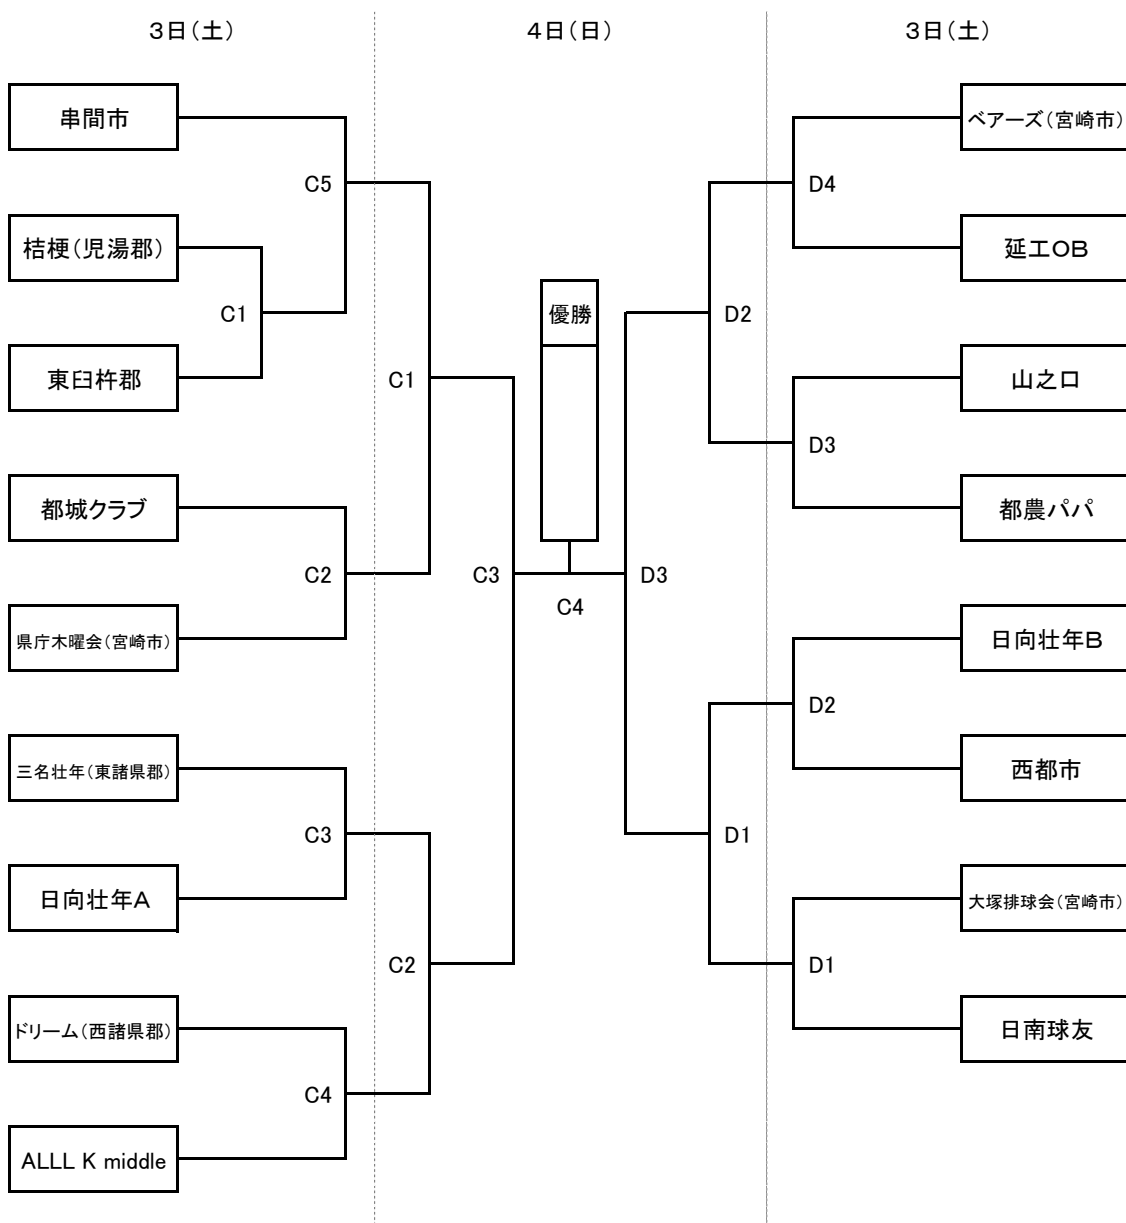 3日(土)
4日(日)
3日(土)
串間市
C5
桔梗(児湯郡)
C1
東臼杵郡
C1
都城クラブ
C2
県庁木曜会(宮崎市)
三名壮年(東諸県郡)
C3
日向壮年A
C2
ドリーム(西諸県郡)
C4
ALLL K middle
C3
優勝
C4
D3
D2
D1
ベアーズ(宮崎市)
D4
延工OB
山之口
D3
都農パパ
日向壮年B
D2
西都市
大塚排球会(宮崎市)
D1
日南球友